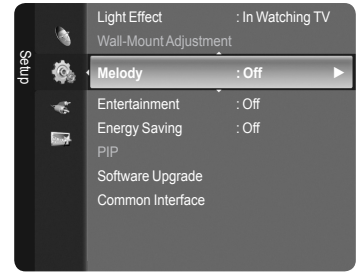 Setup
Light Effect : In Watching TV
Wall-Mount Adjustment
Melody : Off
Entertainment : Off
Energy Saving : Off
PIP
Software Upgrade
Common Interface